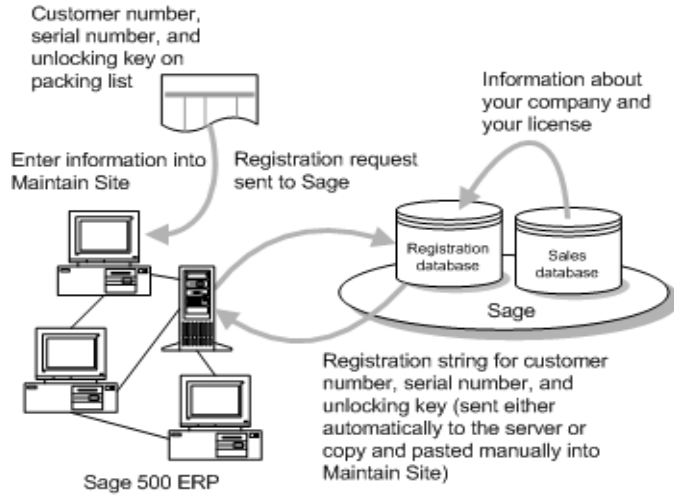 Customer number,
serial number, and
unlocking key on
packing list
Information about
your company and
your license
Enter information into
Maintain Site
Registration request
sent to Sage
Registration
database
Sales
database
Sage
Registration string for customer
number, serial number, and
unlocking key (sent either
automatically to the server or
copy and pasted manually into
Maintain Site)
Sage 500 ERP